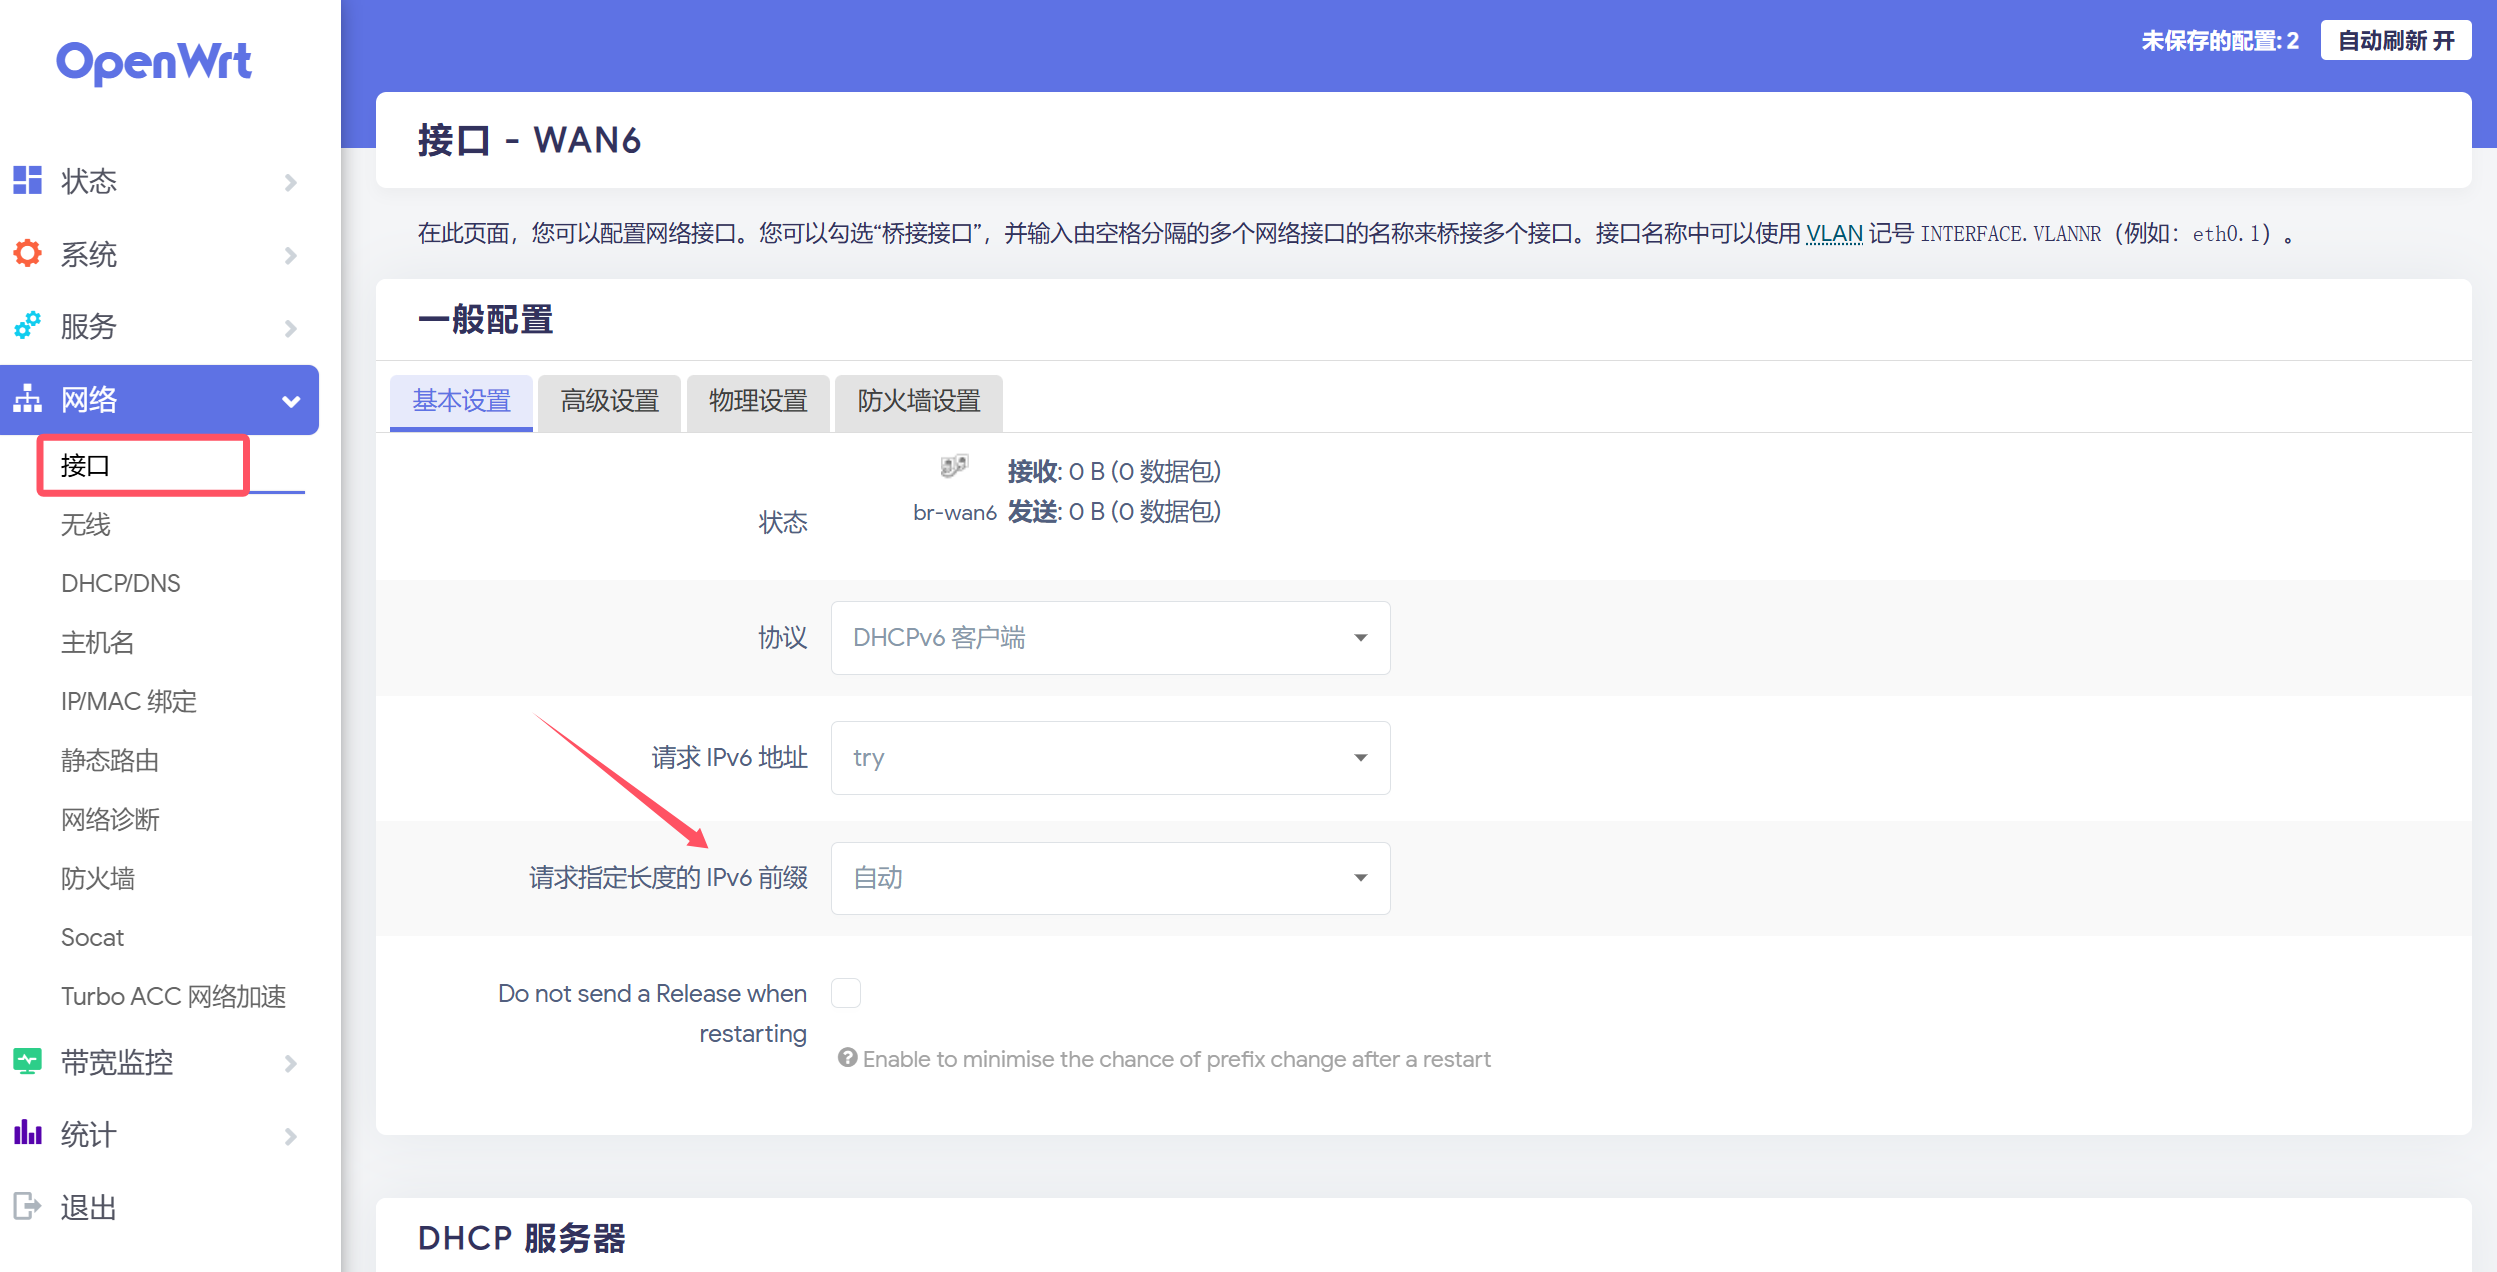 OpenWrt
状态
系统
服务
网络
接口
无线
DHCP/DNS
主机名
IP/MAC 绑定
静态路由
网络诊断
防火墙
Socat
Turbo ACC 网络加速
带宽监控
统计
退出
未保存的配置: 2
自动刷新 开
接口 - WAN6
在此页面，您可以配置网络接口。您可以勾选“桥接接口”，并输入由空格分隔的多个网络接口的名称来桥接多个接口。接口名称中可以使用 VLAN 记号 INTERFACE.VLANNR（例如：eth0.1）。
一般配置
基本设置 高级设置 物理设置 防火墙设置
状态
br-wan6
接收: 0 B (0 数据包)
发送: 0 B (0 数据包)
协议 DHCPv6 客户端
请求 IPv6 地址 try
请求指定长度的 IPv6 前缀 自动
Do not send a Release when
restarting
Enable to minimise the chance of prefix change after a restart
DHCP 服务器